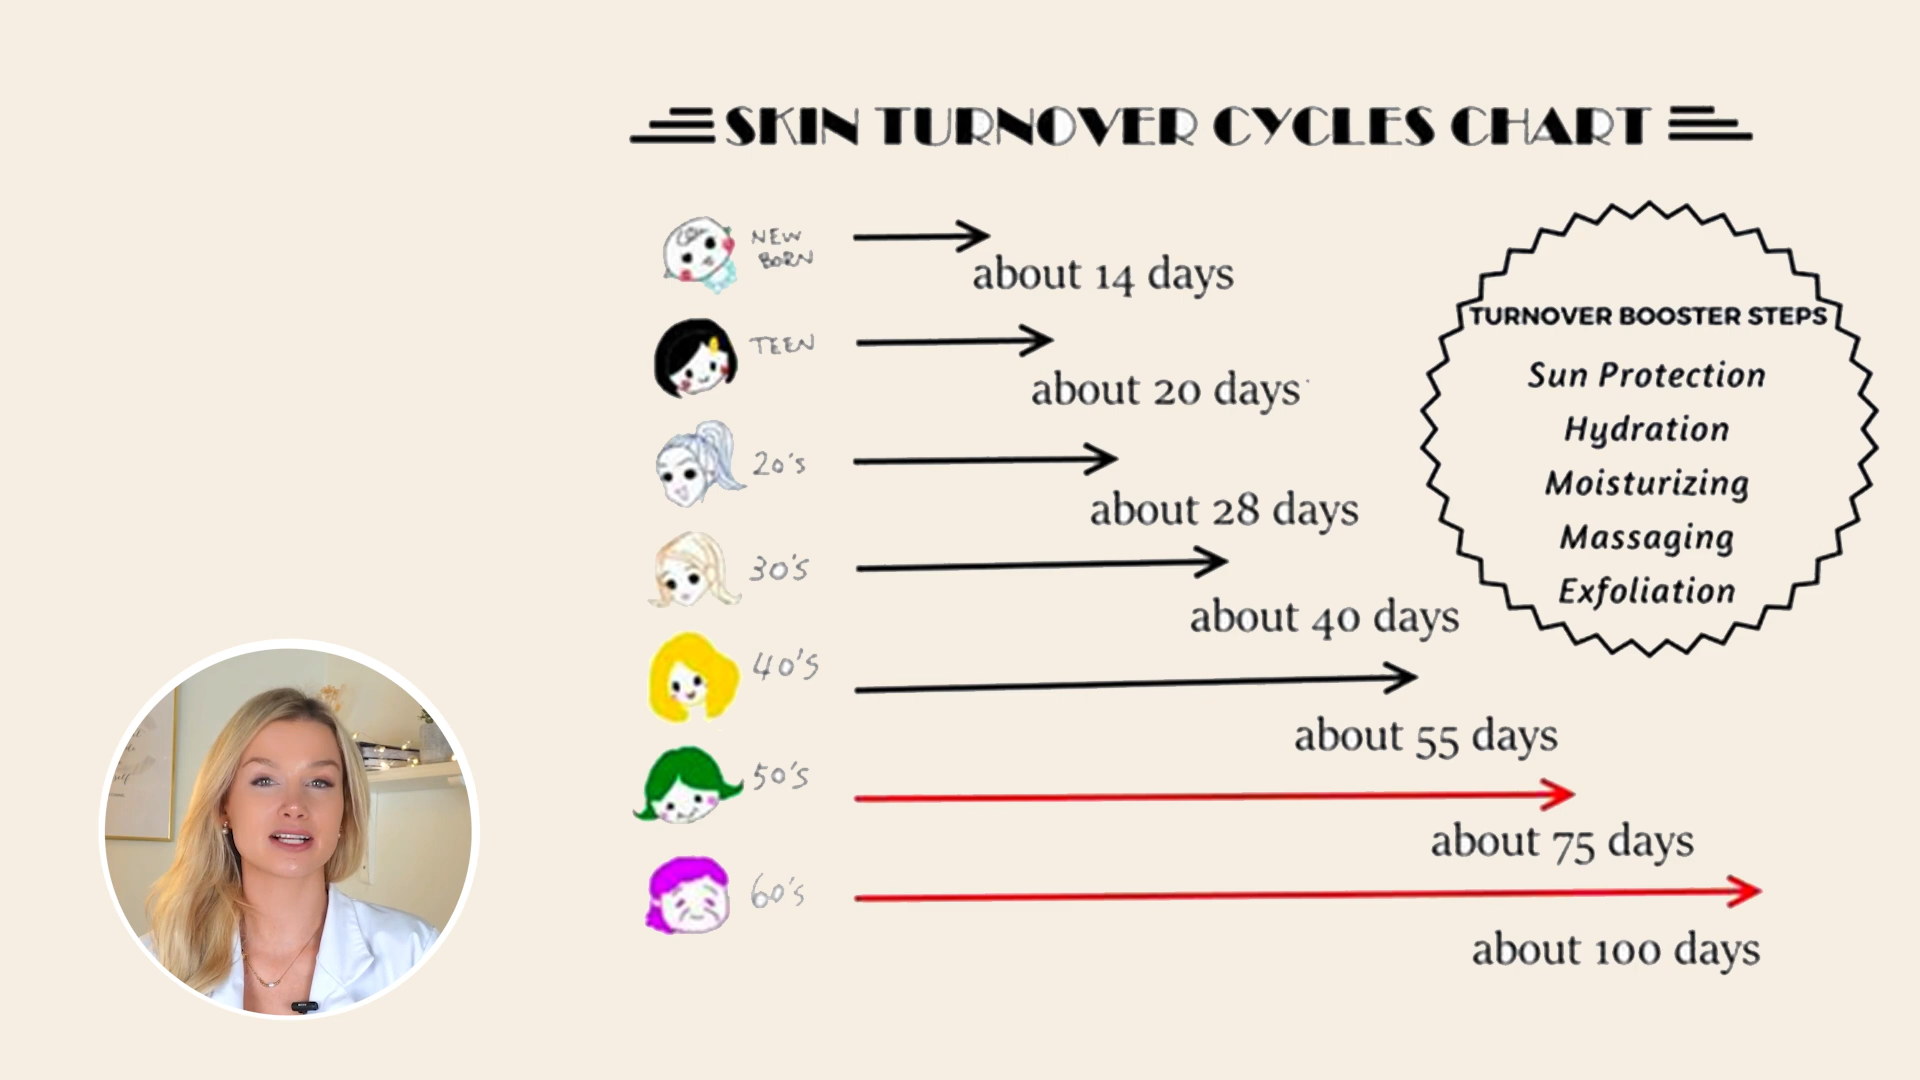 SKIN TURNOVER CYCLES CHART
NEW
BORN
about 14 days
TEEN
about 20 days
20's
about 28 days
30's
about 40 days
40's
about 55 days
50's
about 75 days
60's
about 100 days
TURNOVER BOOSTER STEPS
Sun Protection
Hydration
Moisturizing
Massaging
Exfoliation